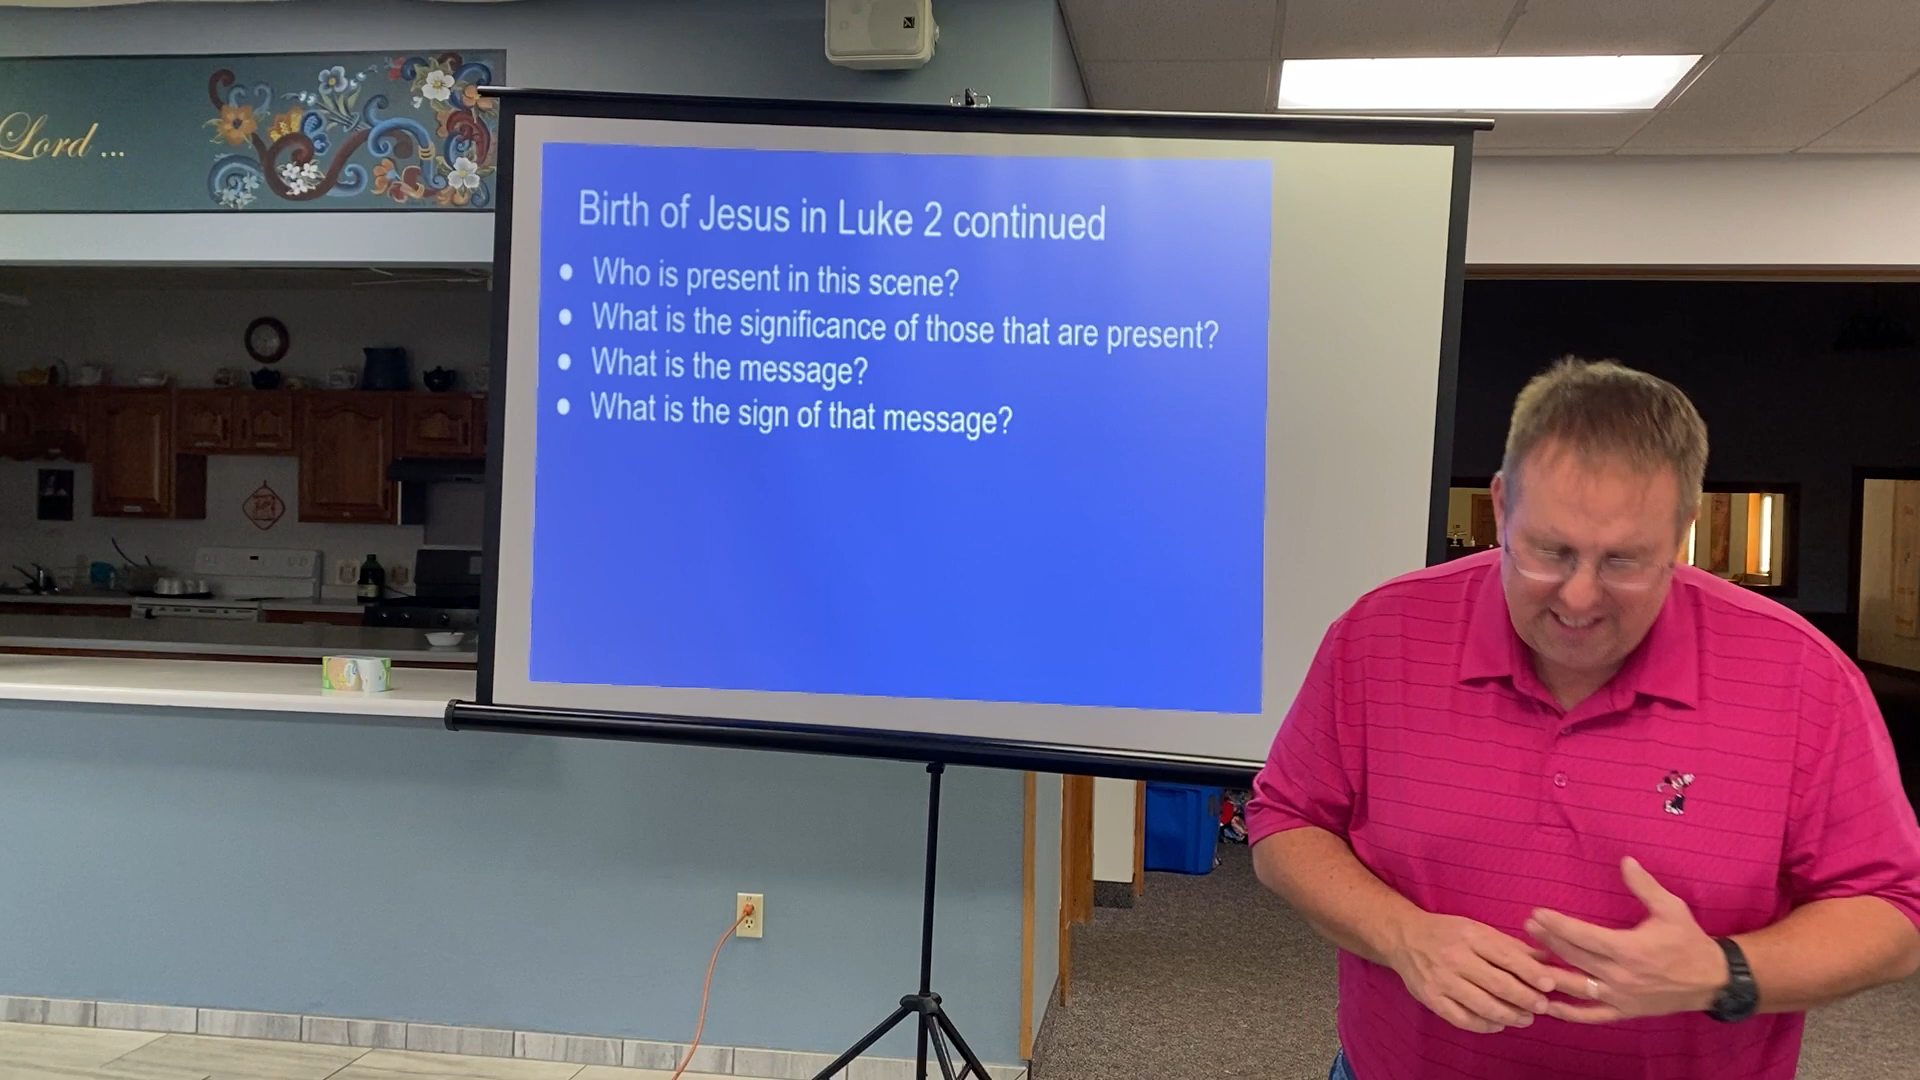 Lord ...
Birth of Jesus in Luke 2 continued
● Who is present in this scene?
● What is the significance of those that are present?
● What is the message?
● What is the sign of that message?